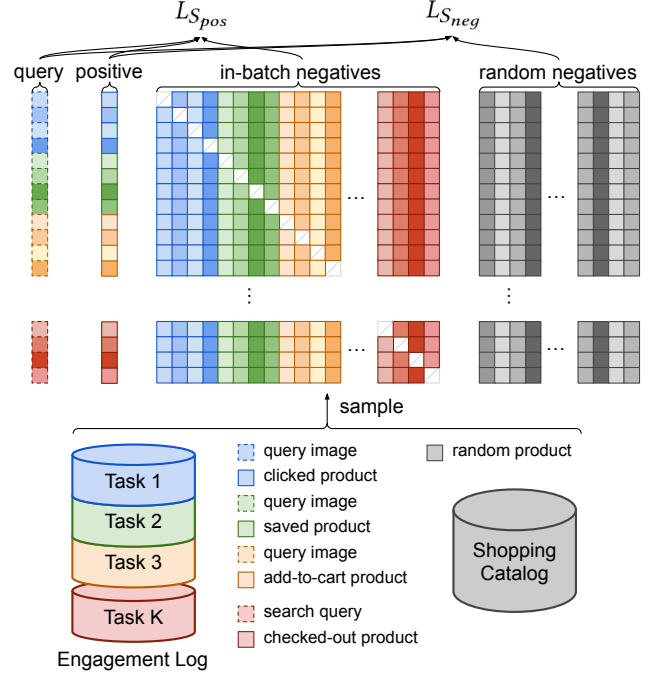 L_{S_{pos}} L_{S_{neg}}
query positive in-batch negatives random negatives
... ...
⋮ ⋮
... ...
sample
query image random product
clicked product
Task 1
query image
saved product
Task 2
query image
add-to-cart product
Task 3
search query
checked-out product
Task K
Engagement Log
Shopping
Catalog